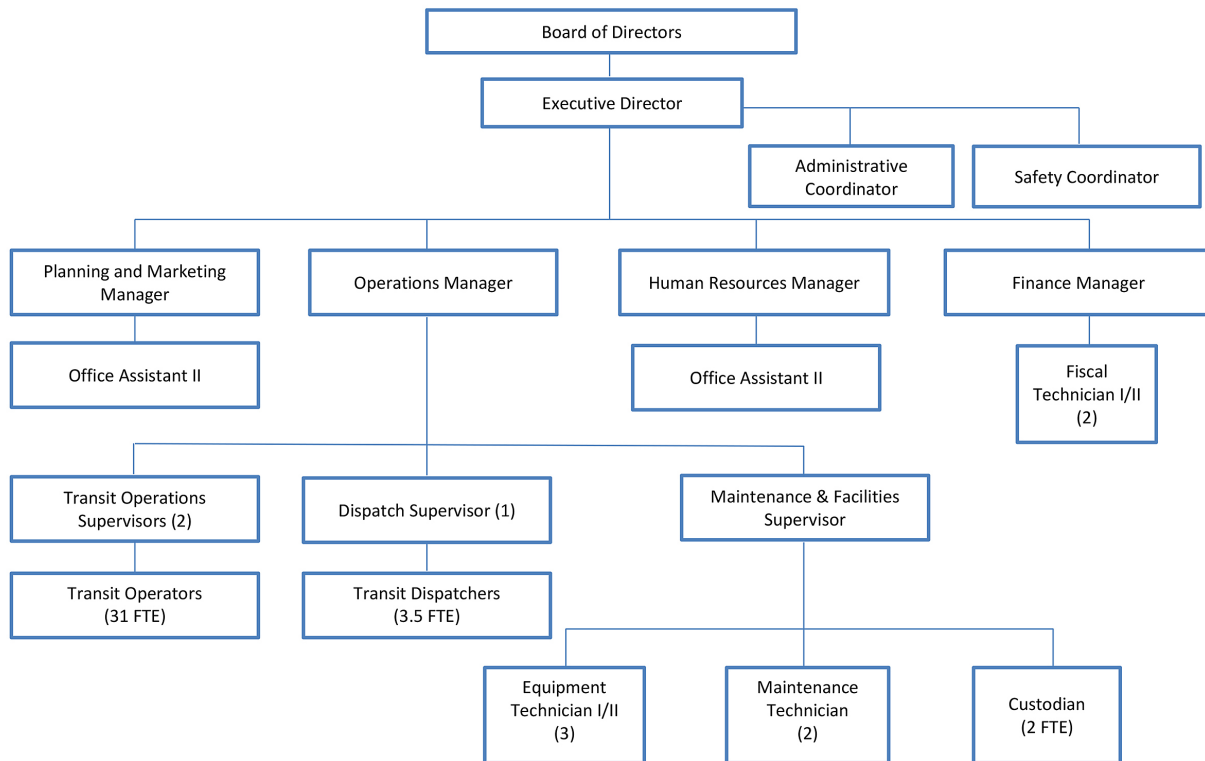 Board of Directors
Executive Director
Administrative
Coordinator
Safety Coordinator
Planning and Marketing
Manager
Operations Manager
Human Resources Manager
Finance Manager
Office Assistant II
Office Assistant II
Fiscal
Technician I/II
(2)
Transit Operations
Supervisors (2)
Dispatch Supervisor (1)
Maintenance & Facilities
Supervisor
Transit Operators
(31 FTE)
Transit Dispatchers
(3.5 FTE)
Equipment
Technician I/II
(3)
Maintenance
Technician
(2)
Custodian
(2 FTE)